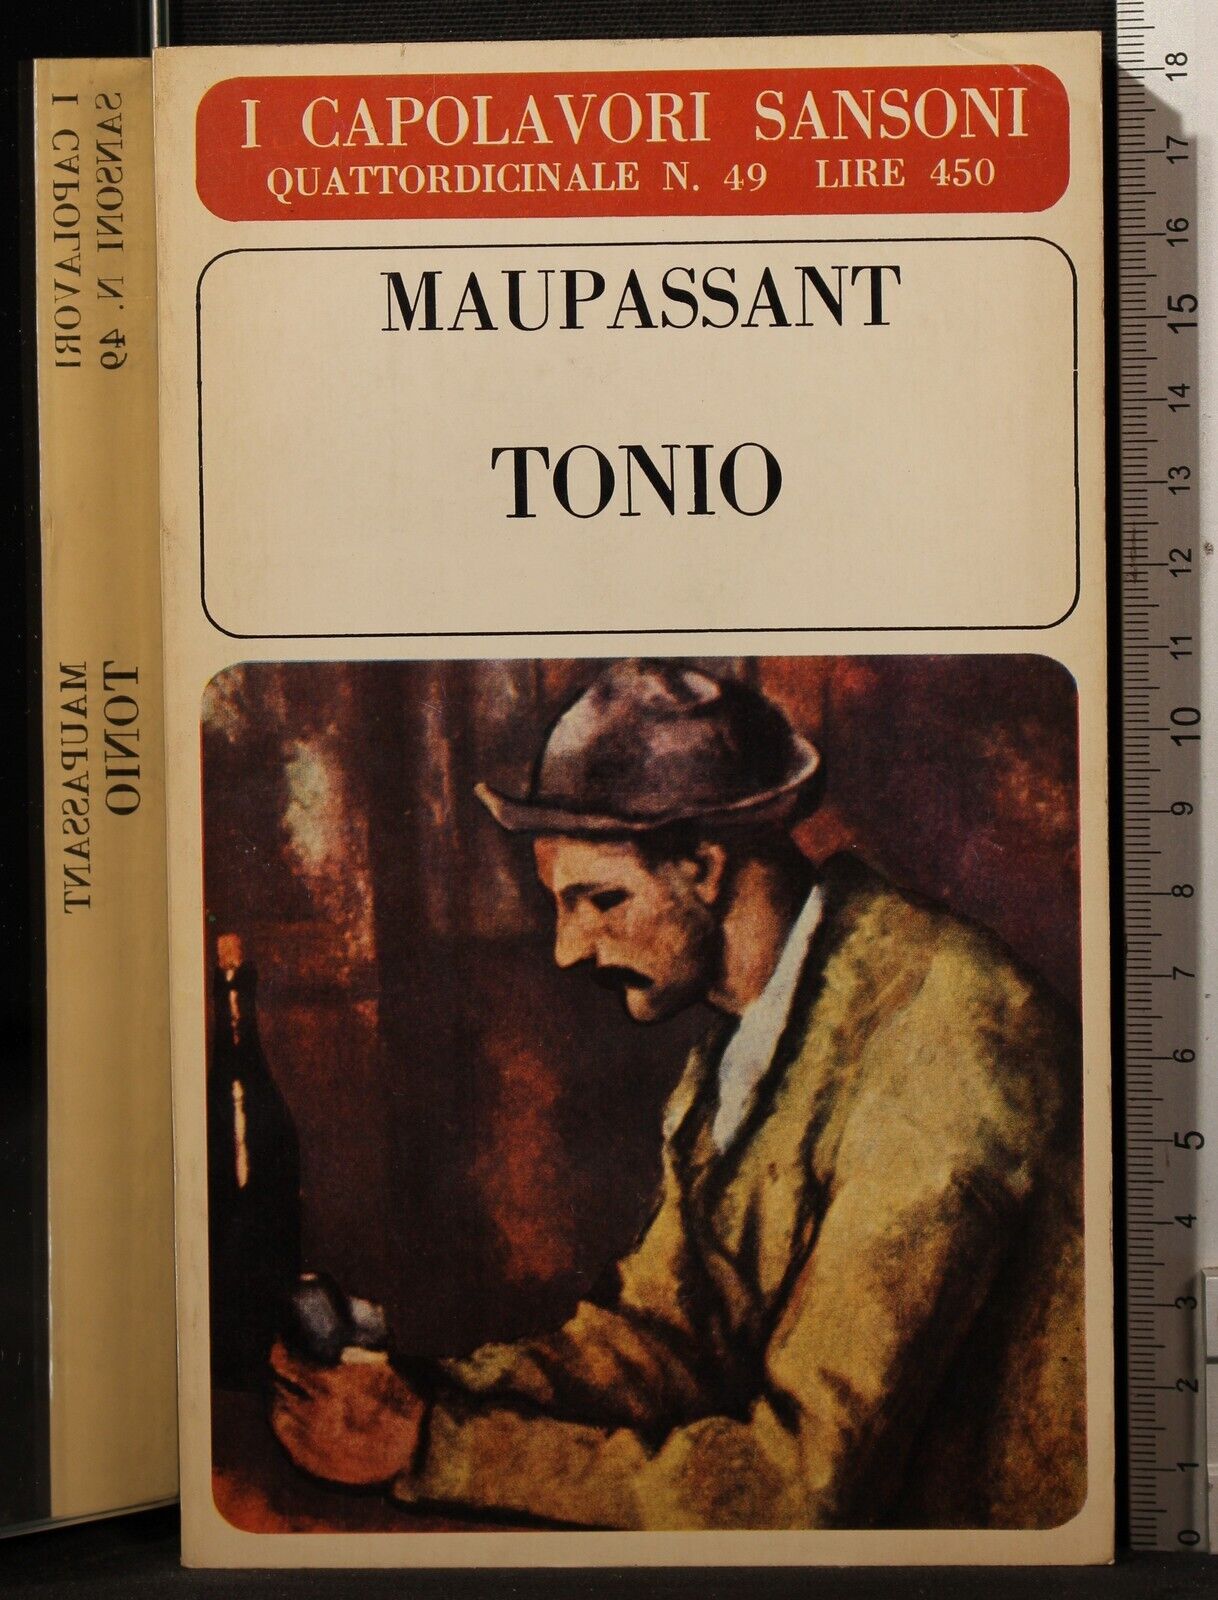 I CAPOLAVORI SANSONI
QUATTORDICINALE N. 49 LIRE 450
MAUPASSANT
TONIO
I CAPOLAVORI
SANSONI N. 49
MAUPASSANT
TONIO
18
17
16
15
14
13
12
11
10
9
8
7
6
5
4
3
2
1
0